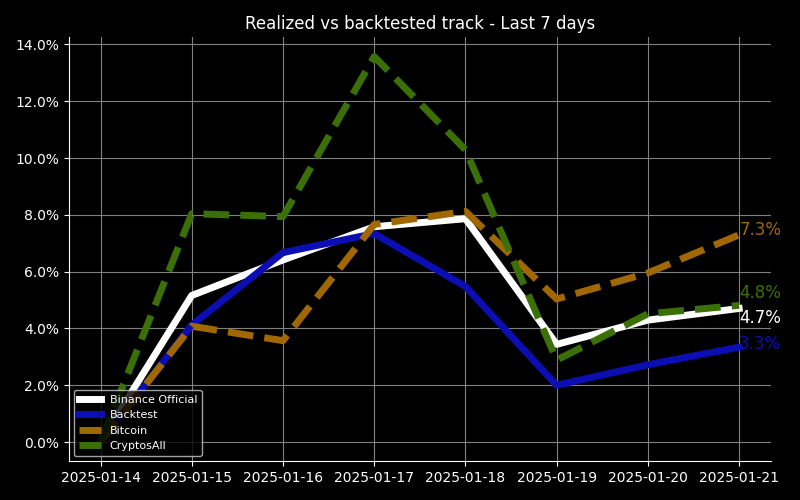 Realized vs backtested track - Last 7 days
14.0%
12.0%
10.0%
8.0%
6.0%
4.0%
2.0%
0.0%
7.3%
4.8%
4.7%
3.3%
Binance Official
Backtest
Bitcoin
CryptosAll
2025-01-14 2025-01-15 2025-01-16 2025-01-17 2025-01-18 2025-01-19 2025-01-20 2025-01-21